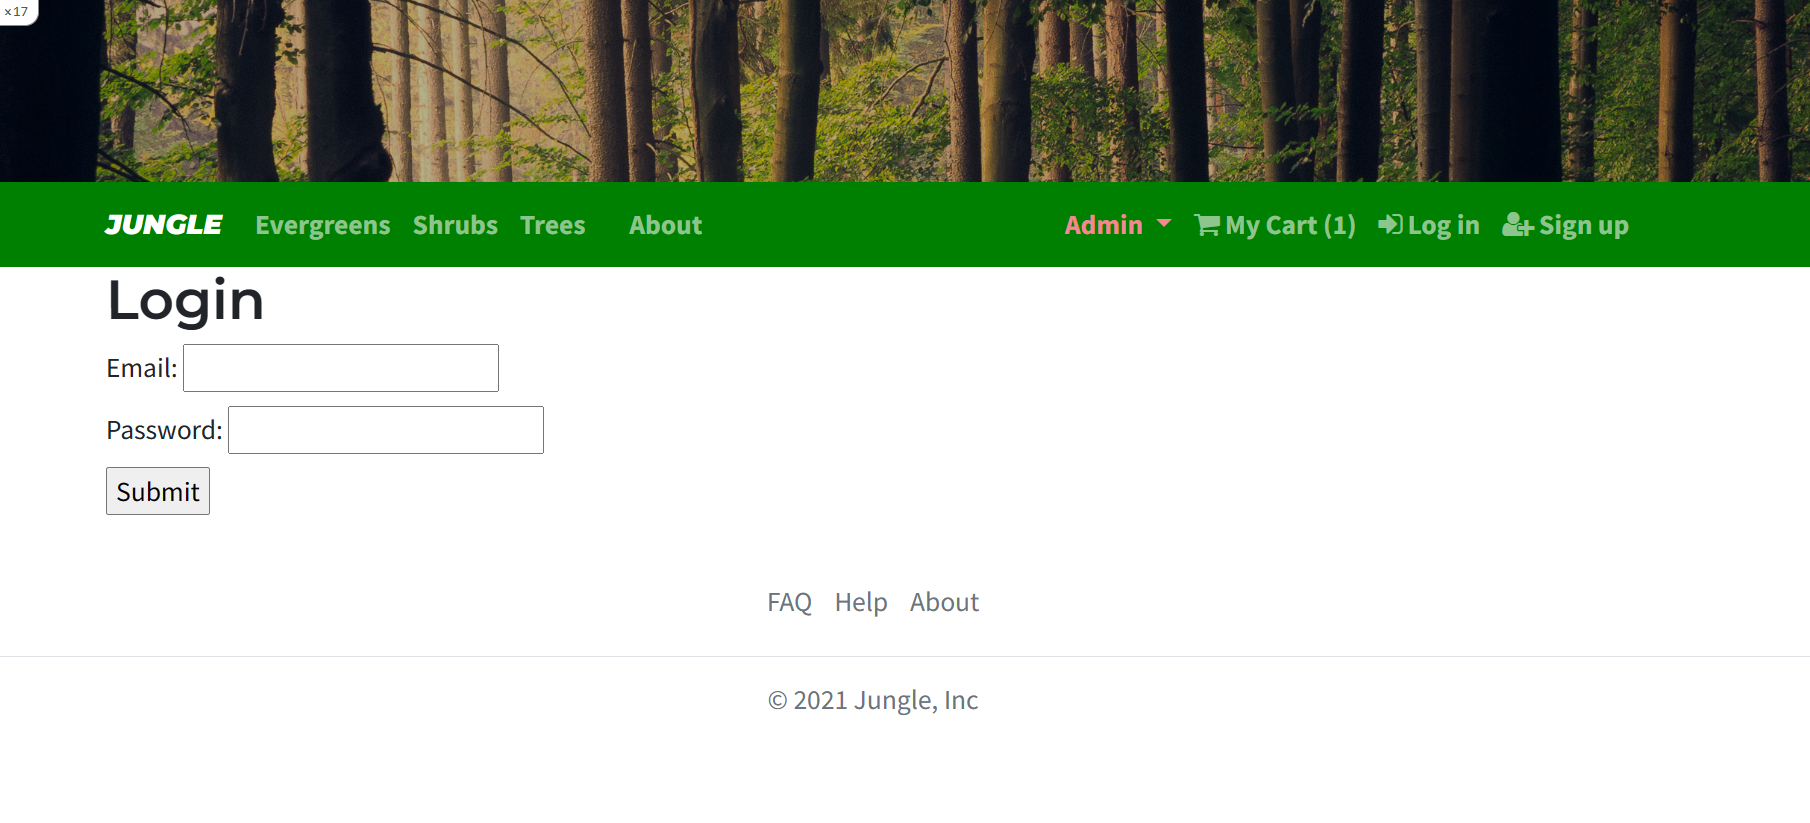 ×17
JUNGLE Evergreens Shrubs Trees About Admin My Cart (1) Log in Sign up
Login
Email:
Password:
Submit
FAQ Help About
© 2021 Jungle, Inc